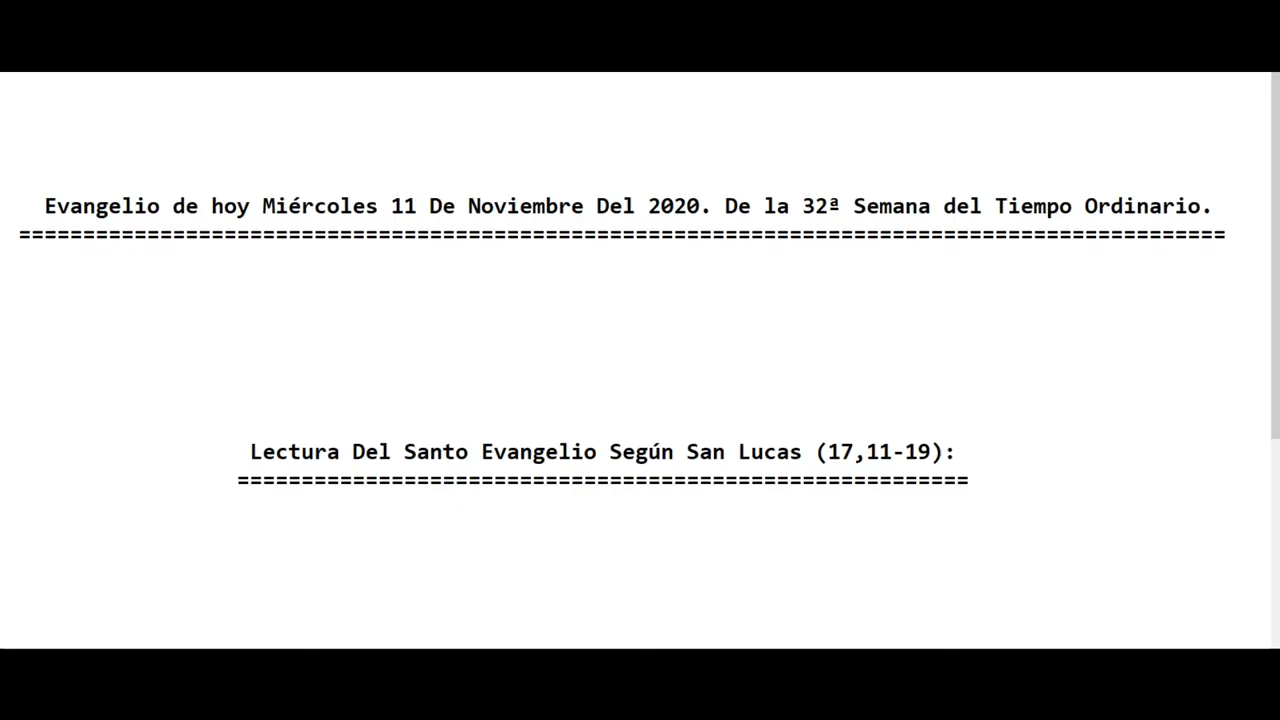 Evangelio de hoy Miércoles 11 De Noviembre Del 2020. De la 32ª Semana del Tiempo Ordinario.
==============================================================================================
Lectura Del Santo Evangelio Según San Lucas (17,11-19):
=========================================================